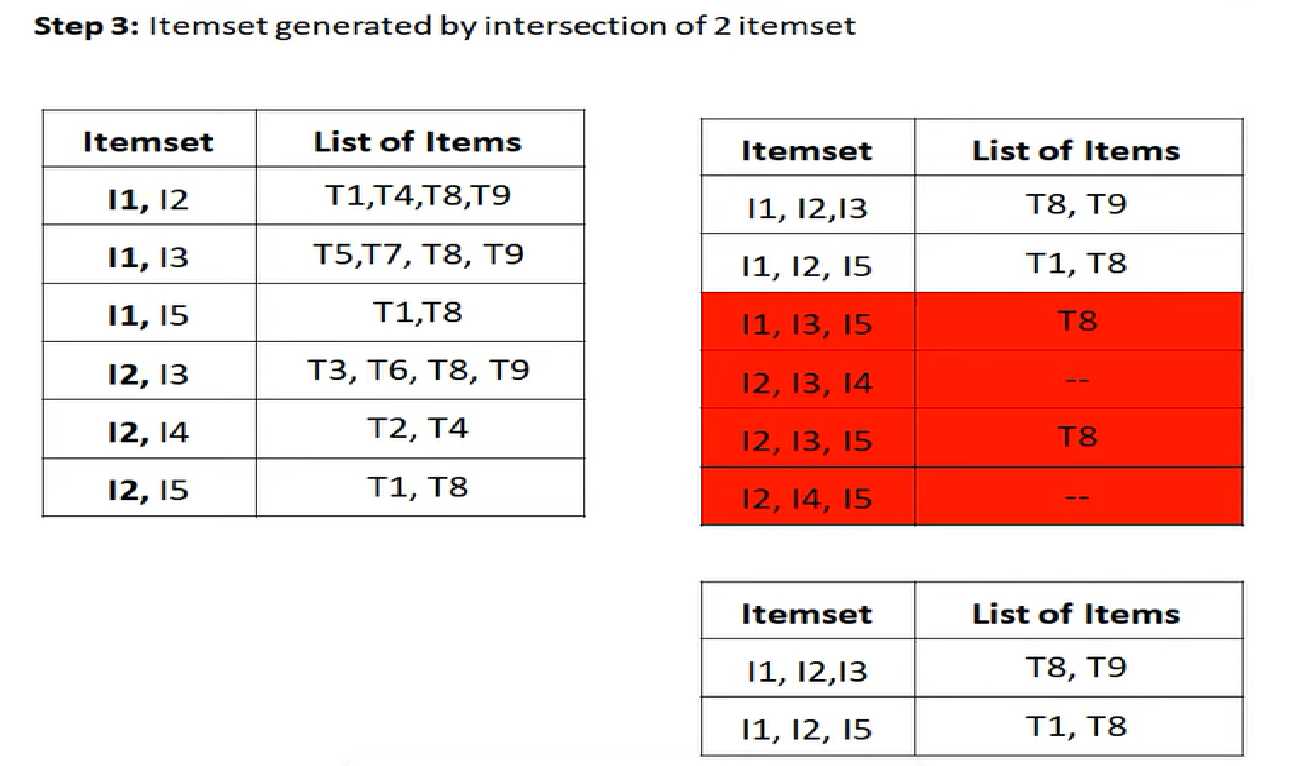 Step 3: Itemset generated by intersection of 2 itemset
Itemset List of Items
I1, I2 T1,T4,T8,T9
I1, I3 T5,T7, T8, T9
I1, I5 T1,T8
I2, I3 T3, T6, T8, T9
I2, I4 T2, T4
I2, I5 T1, T8
Itemset List of Items
I1, I2,I3 T8, T9
I1, I2, I5 T1, T8
I1, I3, I5 T8
I2, I3, I4 --
I2, I3, I5 T8
I2, I4, I5 --
Itemset List of Items
I1, I2,I3 T8, T9
I1, I2, I5 T1, T8